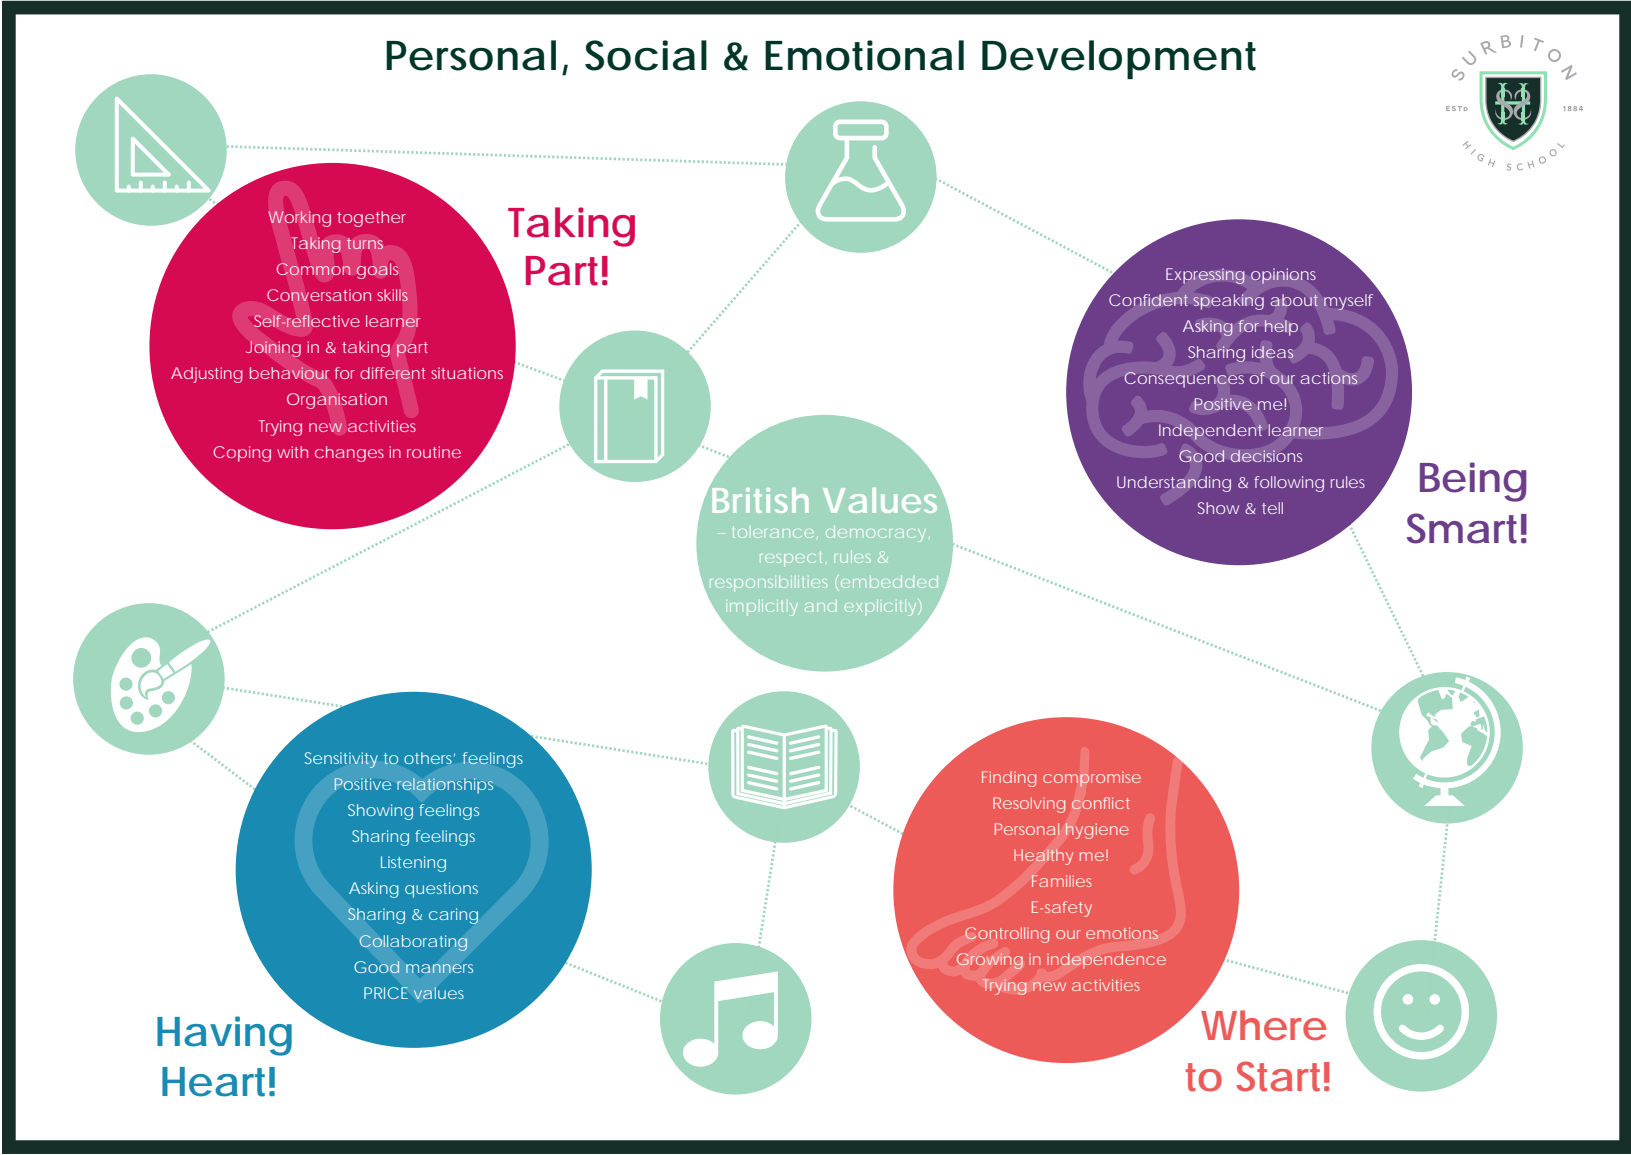 Personal, Social & Emotional Development
SURBITON
ESTD 1884
HIGH SCHOOL
Taking
Part!
Working together
Taking turns
Common goals
Conversation skills
Self-reflective learner
Joining in & taking part
Adjusting behaviour for different situations
Organisation
Trying new activities
Coping with changes in routine
Expressing opinions
Confident speaking about myself
Asking for help
Sharing ideas
Consequences of our actions
Positive me!
Independent learner
Good decisions
Understanding & following rules
Show & tell
Being
Smart!
British Values
– tolerance, democracy,
respect, rules &
responsibilities (embedded
implicitly and explicitly)
Sensitivity to others' feelings
Positive relationships
Showing feelings
Sharing feelings
Listening
Asking questions
Sharing & caring
Collaborating
Good manners
PRICE values
Having
Heart!
Finding compromise
Resolving conflict
Personal hygiene
Healthy me!
Families
E-safety
Controlling our emotions
Growing in independence
Trying new activities
Where
to Start!